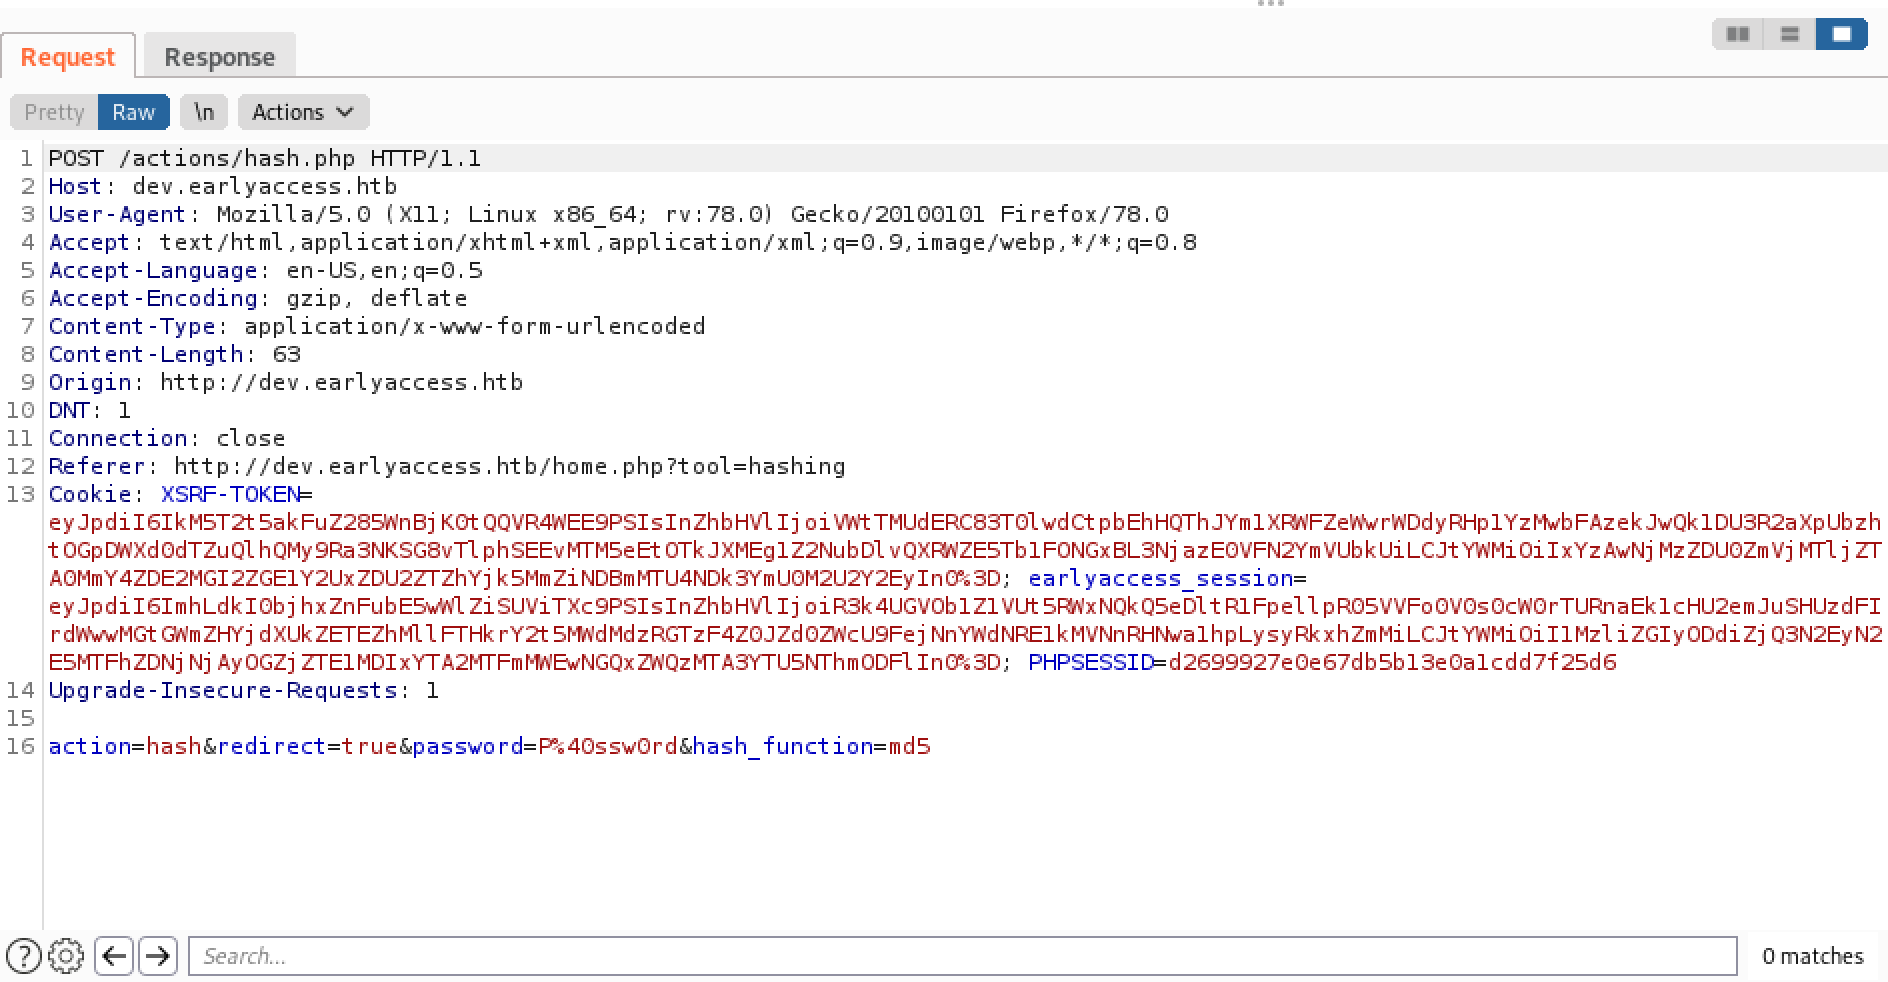 Request Response
Pretty Raw \n Actions
1 POST /actions/hash.php HTTP/1.1
2 Host: dev.earlyaccess.htb
3 User-Agent: Mozilla/5.0 (X11; Linux x86_64; rv:78.0) Gecko/20100101 Firefox/78.0
4 Accept: text/html,application/xhtml+xml,application/xml;q=0.9,image/webp,*/*;q=0.8
5 Accept-Language: en-US,en;q=0.5
6 Accept-Encoding: gzip, deflate
7 Content-Type: application/x-www-form-urlencoded
8 Content-Length: 63
9 Origin: http://dev.earlyaccess.htb
10 DNT: 1
11 Connection: close
12 Referer: http://dev.earlyaccess.htb/home.php?tool=hashing
13 Cookie: XSRF-TOKEN=
earlyaccess_session=
PHPSESSID=d2699927e0e67db5b13e0a1cdd7f25d6
14 Upgrade-Insecure-Requests: 1
15
16 action=hash&redirect=true&password=P%40ssw0rd&hash_function=md5
Search...
0 matches